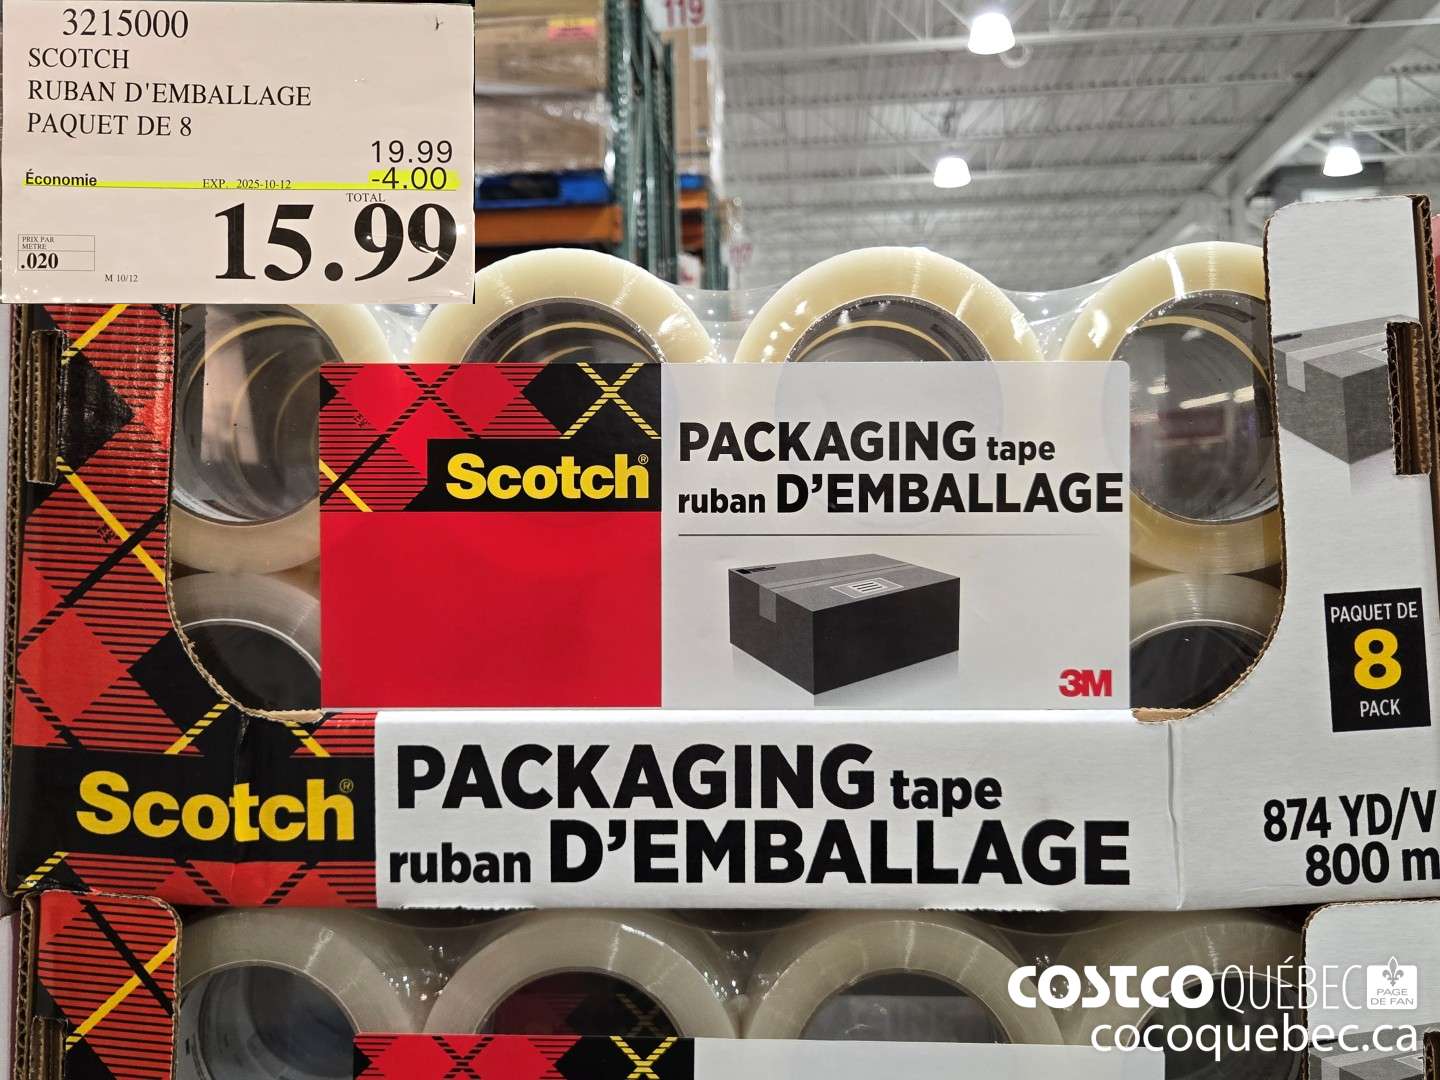 3215000
SCOTCH
RUBAN D'EMBALLAGE
PAQUET DE 8
19.99
Économie EXP. 2025-10-12 -4.00
TOTAL
15.99
PRIX PAR
METRE
.020
M 10/12
119
Scotch®
PACKAGING tape
ruban D'EMBALLAGE
3M
PAQUET DE
8
PACK
Scotch®
PACKAGING tape
ruban D'EMBALLAGE
874 YD/V
800 m
COSTCO QUÉBEC PAGE
DE FAN
cocoquebec.ca